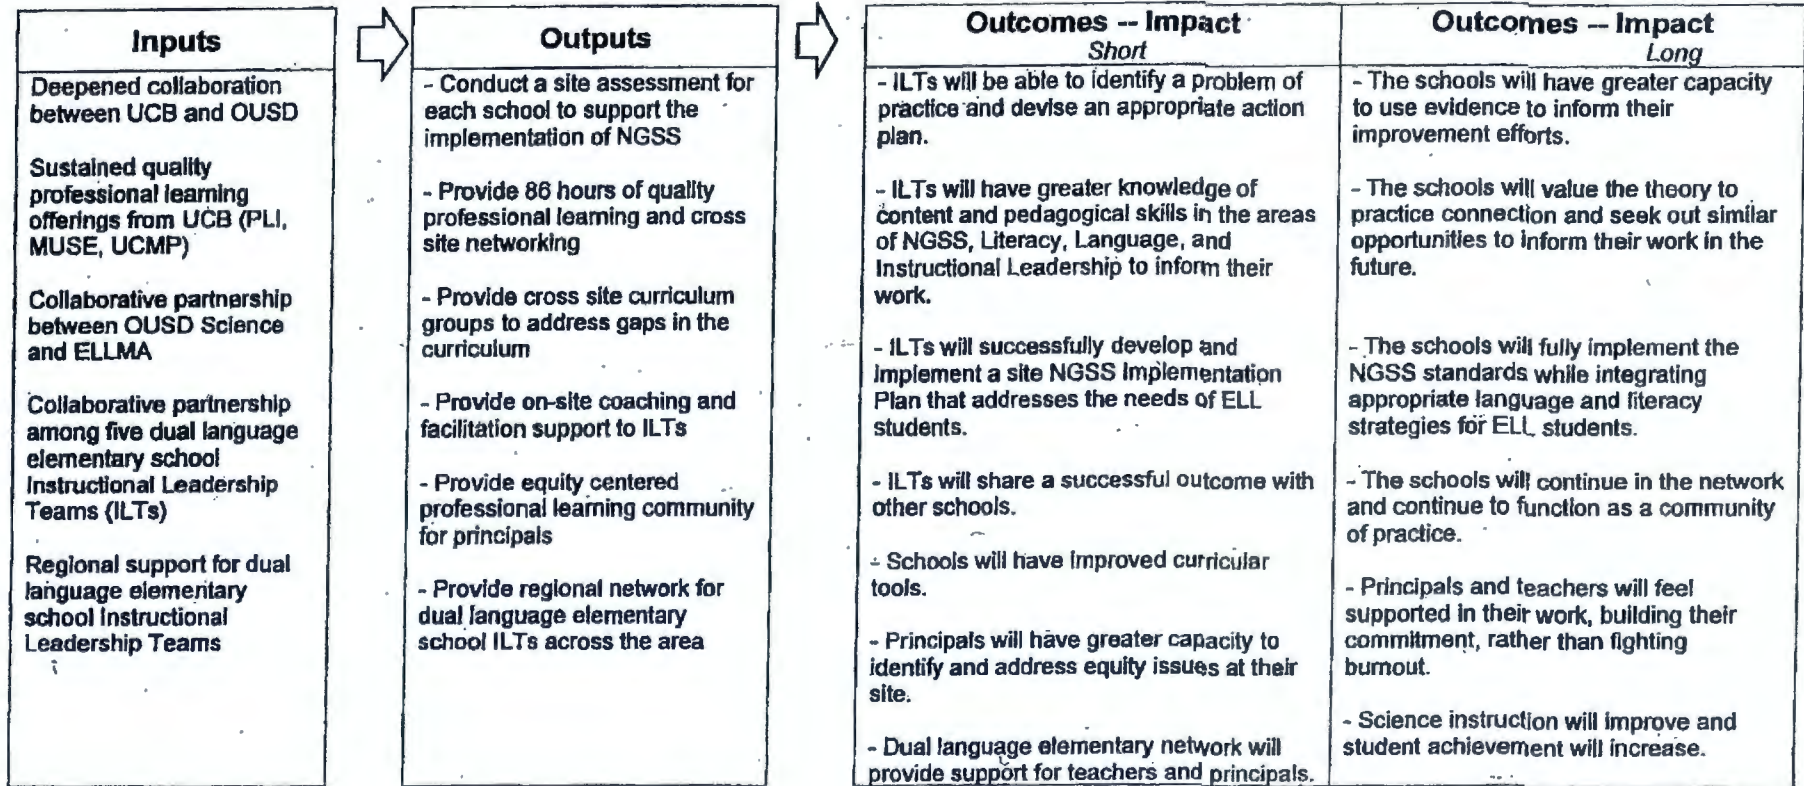 Inputs
Deepened collaboration
between UCB and OUSD
Sustained quality
professional learning
offerings from UCB (PLI,
MUSE, UCMP)
Collaborative partnership
between OUSD Science
and ELLMA
Collaborative partnership
among five dual language
elementary school
Instructional Leadership
Teams (ILTs)
Regional support for dual
language elementary
school Instructional
Leadership Teams
Outputs
- Conduct a site assessment for
each school to support the
implementation of NGSS
- Provide 86 hours of quality
professional learning and cross
site networking
- Provide cross site curriculum
groups to address gaps in the
curriculum
- Provide on-site coaching and
facilitation support to ILTs
- Provide equity centered
professional learning community
for principals
- Provide regional network for
dual language elementary
school ILTs across the area
Outcomes -- Impact
Short
- ILTs will be able to identify a problem of
practice and devise an appropriate action
plan.
- ILTs will have greater knowledge of
content and pedagogical skills in the areas
of NGSS, Literacy, Language, and
Instructional Leadership to inform their
work.
- ILTs will successfully develop and
implement a site NGSS Implementation
Plan that addresses the needs of ELL
students.
- ILTs will share a successful outcome with
other schools.
- Schools will have improved curricular
tools.
- Principals will have greater capacity to
identify and address equity issues at their
site.
- Dual language elementary network will
provide support for teachers and principals.
Outcomes -- Impact
Long
- The schools will have greater capacity
to use evidence to inform their
improvement efforts.
- The schools will value the theory to
practice connection and seek out similar
opportunities to inform their work in the
future.
- The schools will fully implement the
NGSS standards while integrating
appropriate language and literacy
strategies for ELL students.
- The schools will continue in the network
and continue to function as a community
of practice.
- Principals and teachers will feel
supported in their work, building their
commitment, rather than fighting
burnout.
- Science instruction will improve and
student achievement will increase.